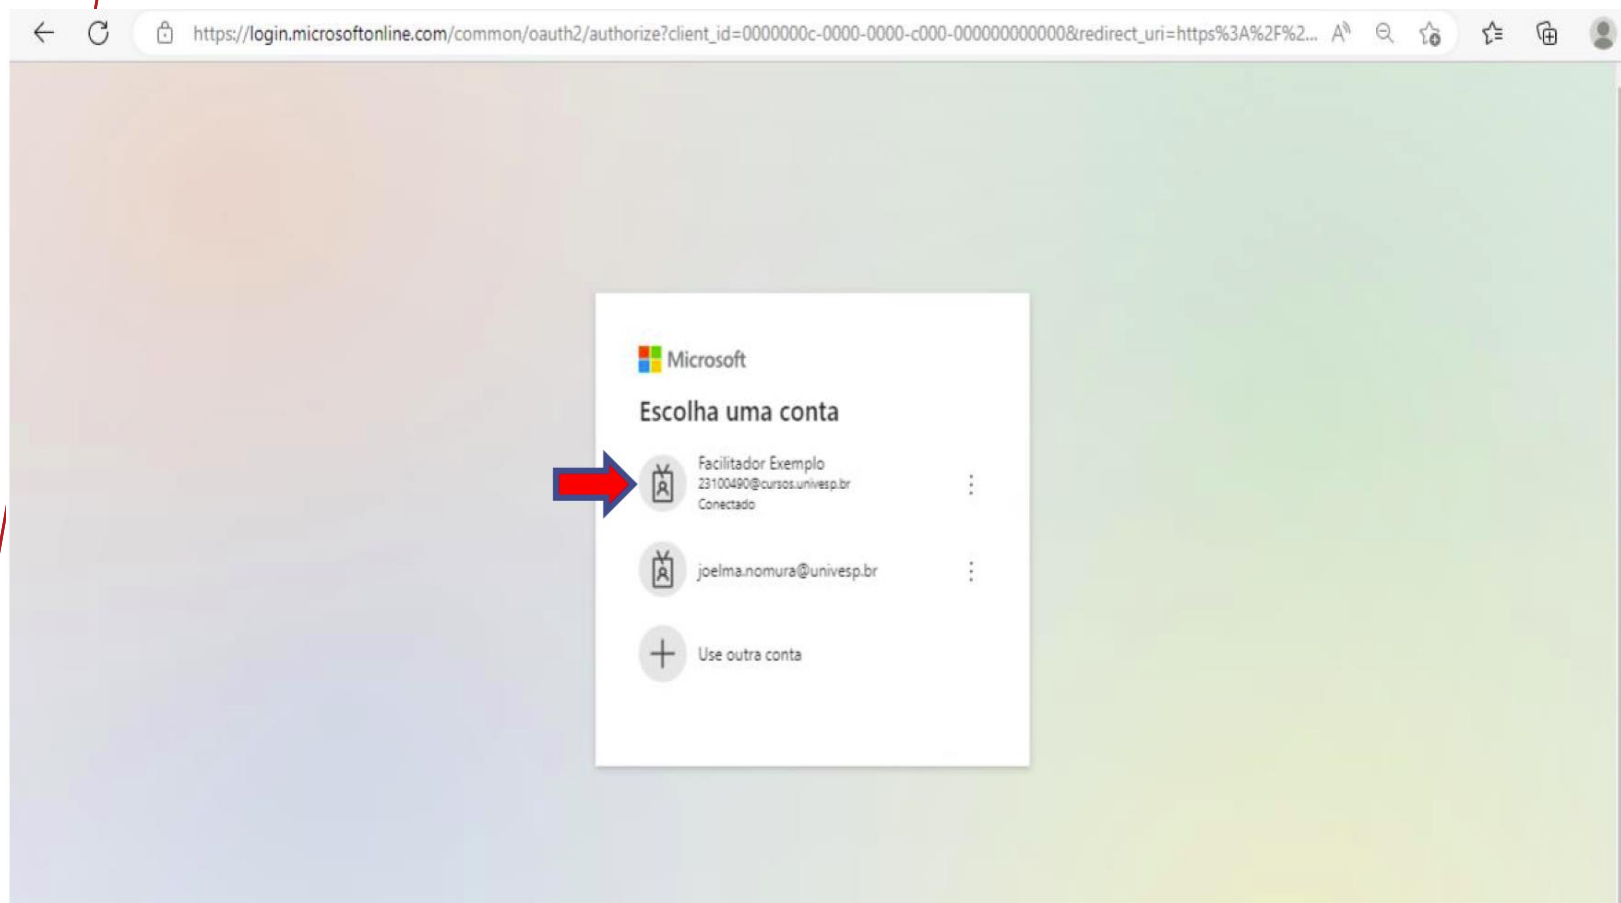 https://login.microsoftonline.com/common/oauth2/authorize?client_id=0000000c-0000-0000-c000-000000000000&redirect_uri=https%3A%2F%2...
Microsoft
Escolha uma conta
Facilitador Exemplo
23100490@cursos.univesp.br
Conectado
joelma.nomura@univesp.br
Use outra conta